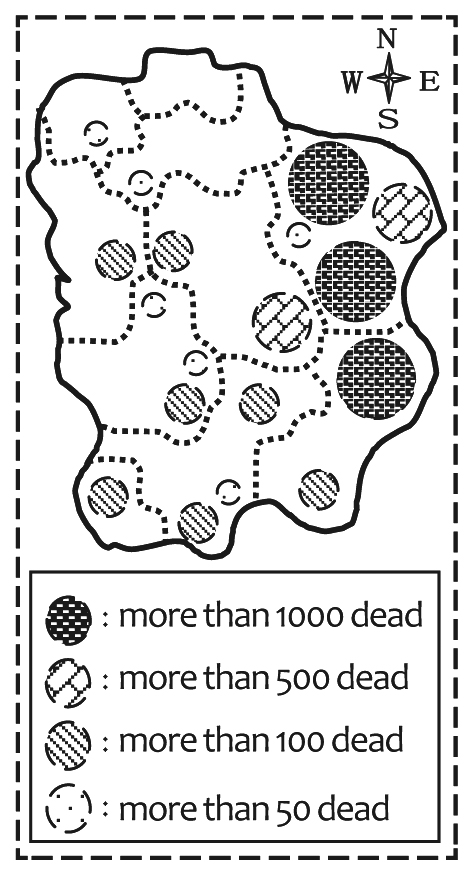 N
W E
S
: more than 1000 dead
: more than 500 dead
: more than 100 dead
: more than 50 dead